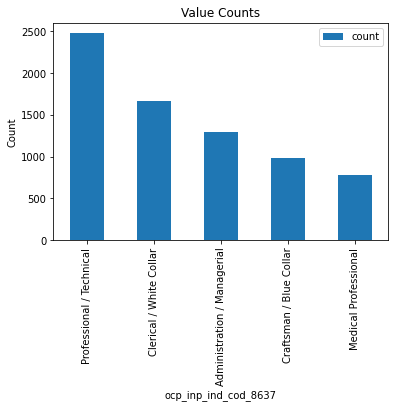 Value Counts
count
Count
2500
2000
1500
1000
500
0
Professional / Technical
Clerical / White Collar
Administration / Managerial
Craftsman / Blue Collar
Medical Professional
ocp_inp_ind_cod_8637